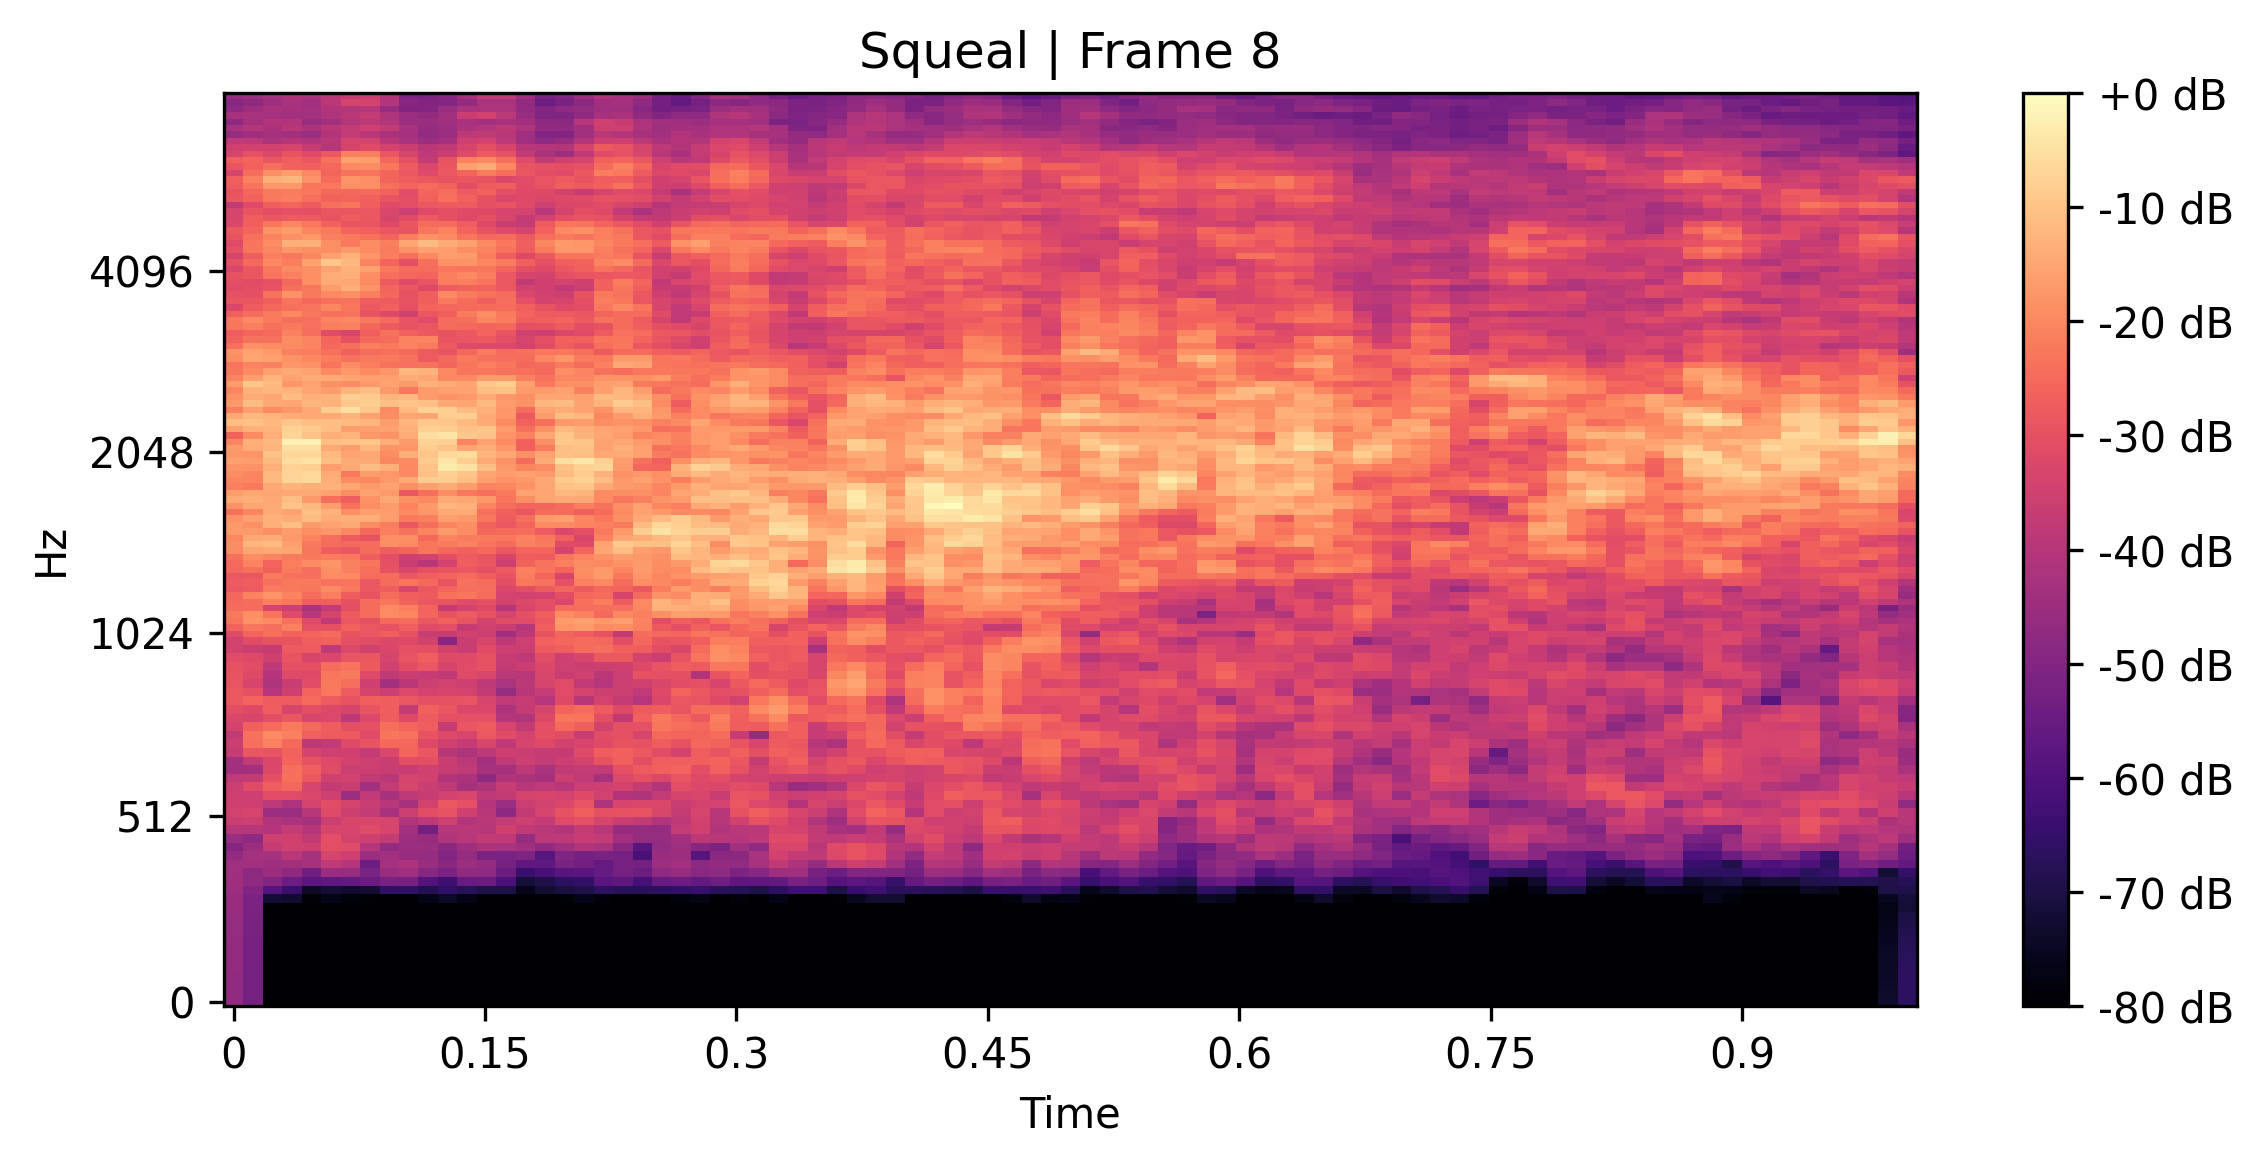 Squeal | Frame 8
+0 dB
-10 dB
-20 dB
-30 dB
-40 dB
-50 dB
-60 dB
-70 dB
-80 dB
Hz
4096
2048
1024
512
0
0 0.15 0.3 0.45 0.6 0.75 0.9
Time